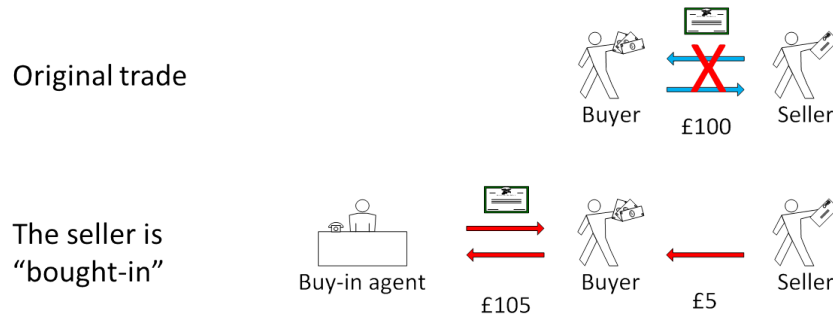 Original trade
Buyer
£100
Seller
The seller is
“bought-in”
Buy-in agent
£105
Buyer
£5
Seller